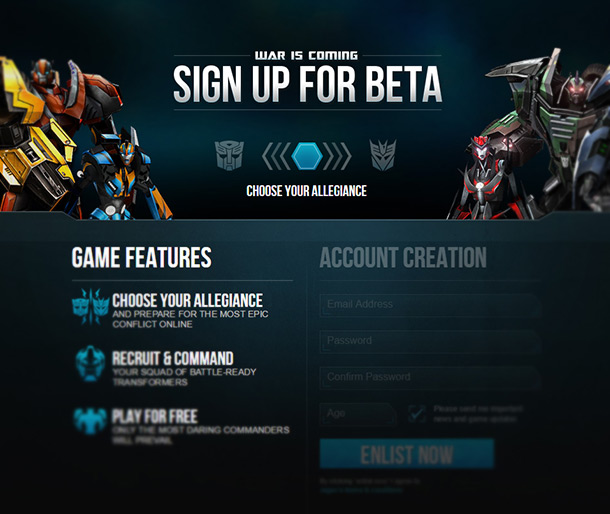 WAR IS COMING
SIGN UP FOR BETA
CHOOSE YOUR ALLEGIANCE
GAME FEATURES
CHOOSE YOUR ALLEGIANCE
AND PREPARE FOR THE MOST EPIC
CONFLICT ONLINE
RECRUIT & COMMAND
YOUR SQUAD OF BATTLE-READY
TRANSFORMERS
PLAY FOR FREE
ONLY THE MOST DARING COMMANDERS
WILL PREVAIL
ACCOUNT CREATION
Email Address
Password
Confirm Password
Age
Please send me important
news and game updates
ENLIST NOW